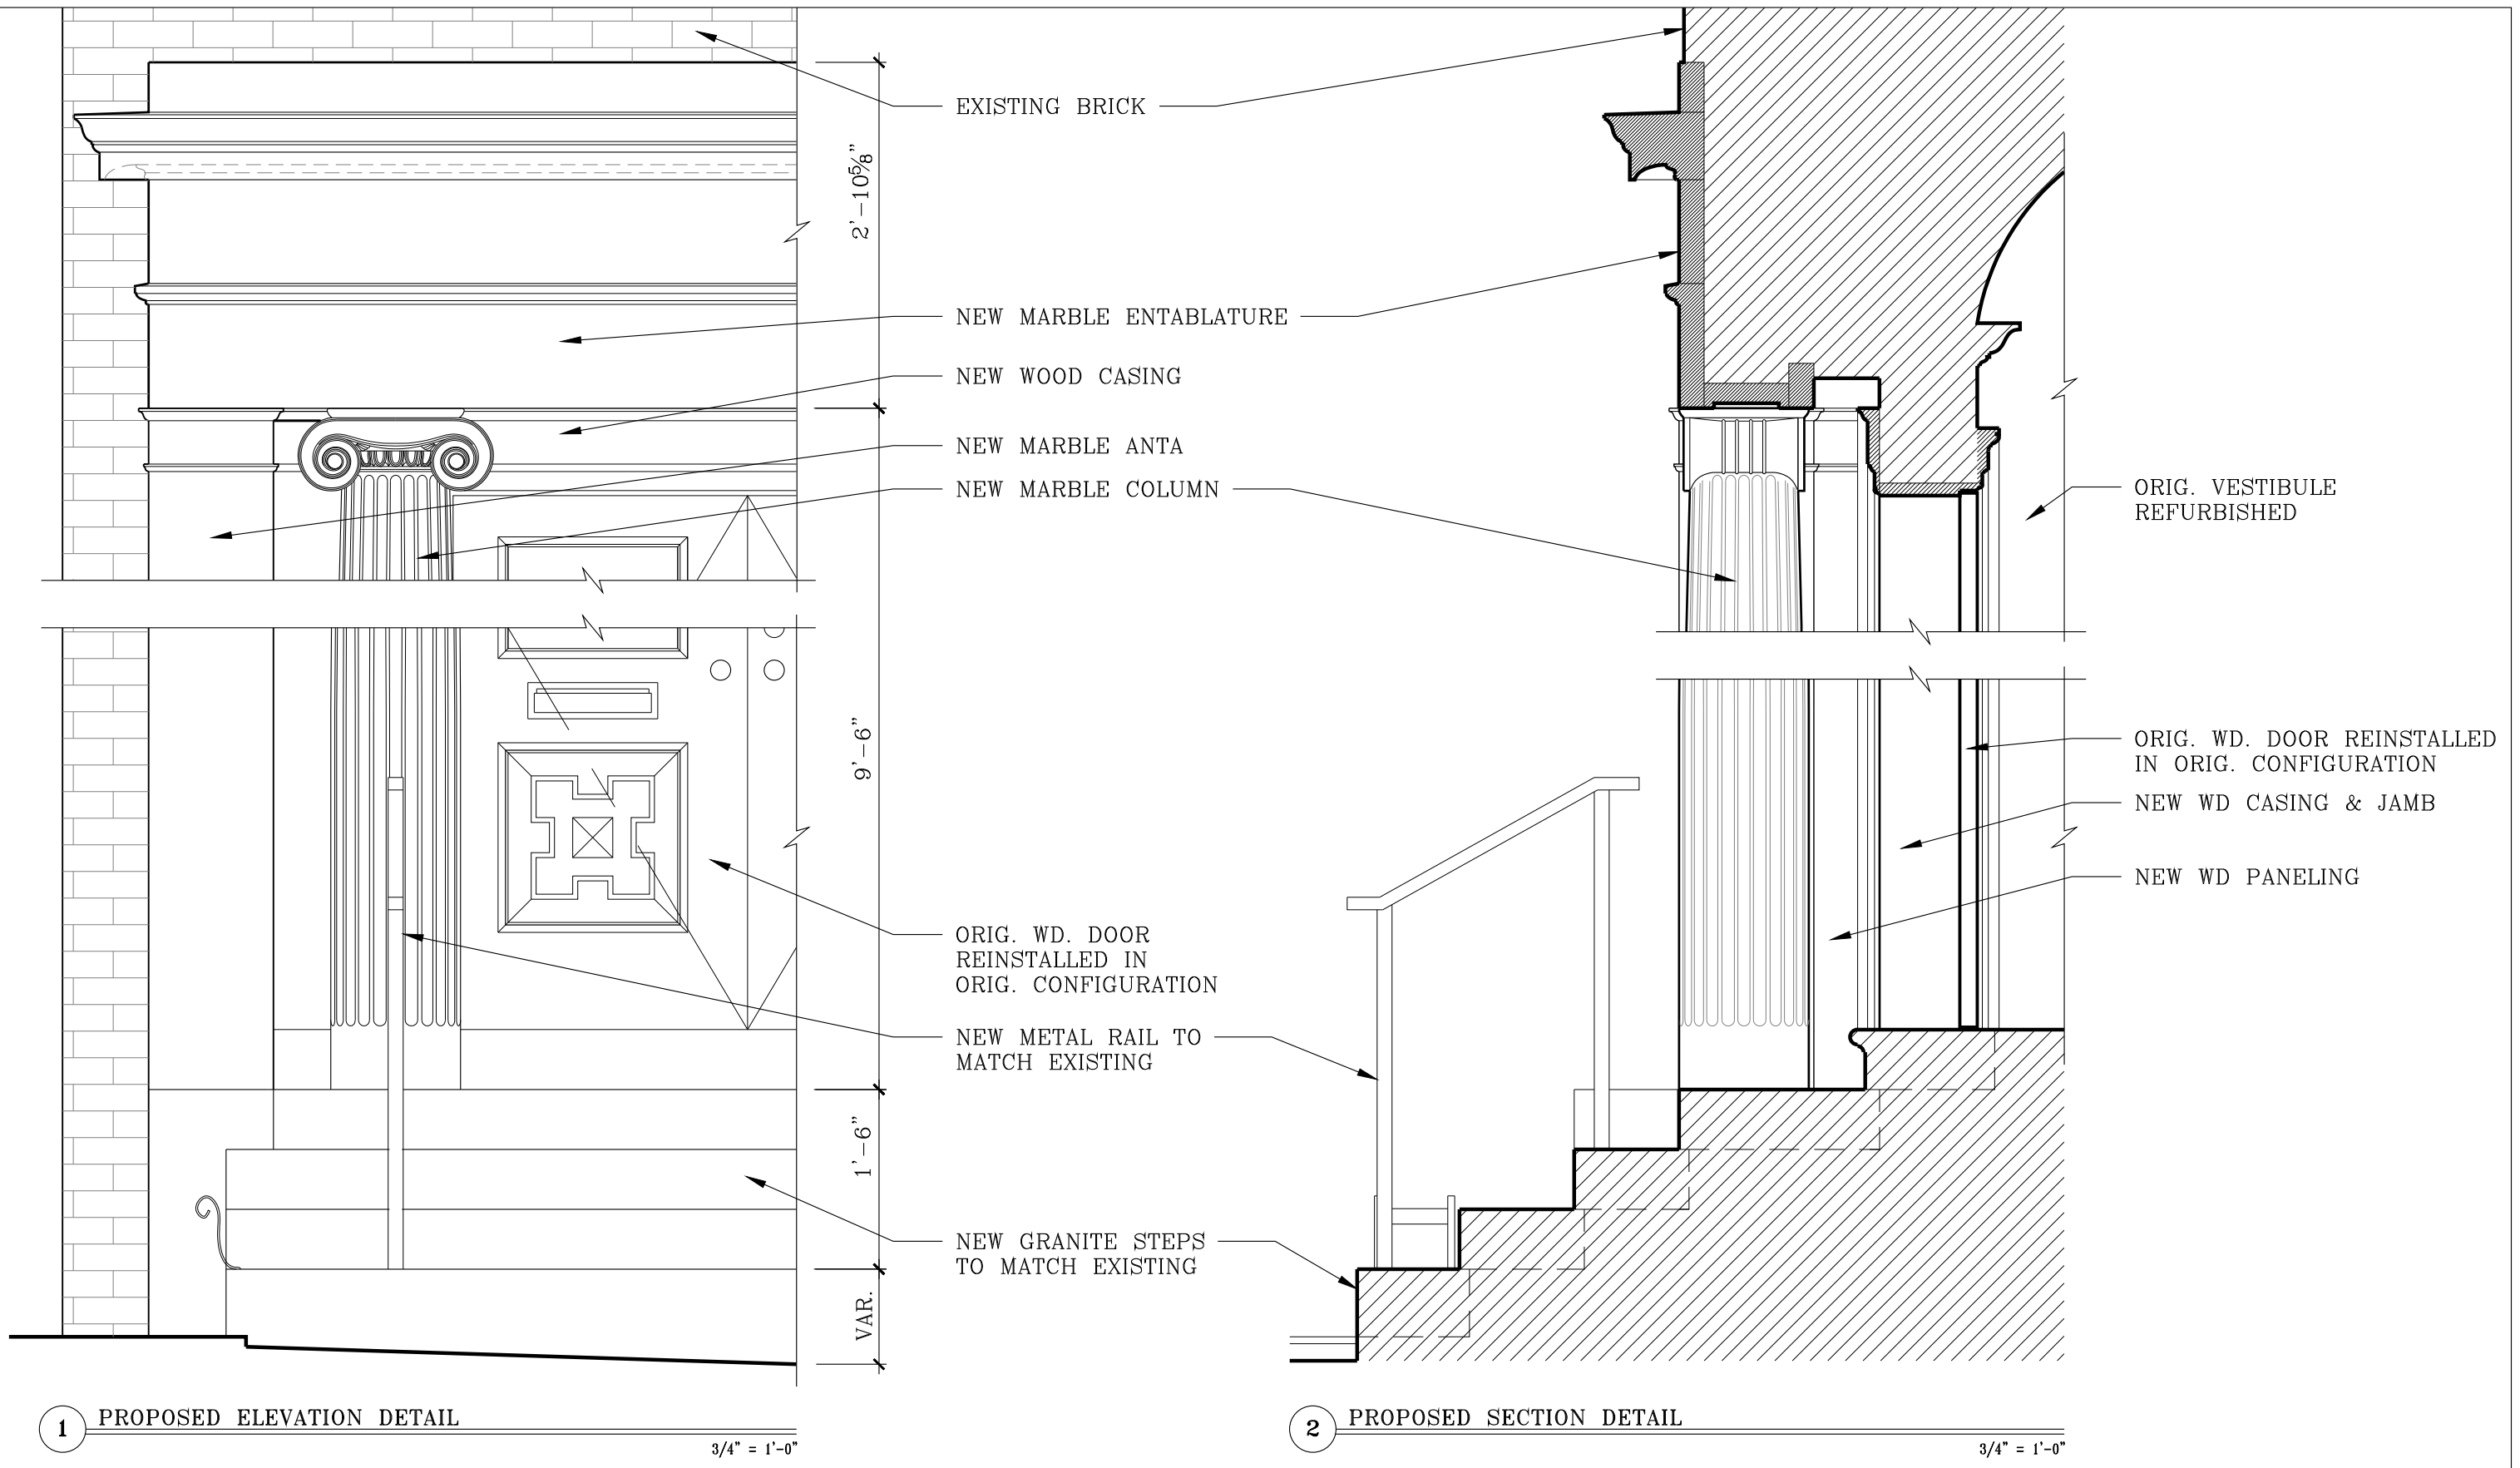 EXISTING BRICK
2'-10⅝"
NEW MARBLE ENTABLATURE
NEW WOOD CASING
NEW MARBLE ANTA
NEW MARBLE COLUMN
9'-6"
ORIG. WD. DOOR
REINSTALLED IN
ORIG. CONFIGURATION
NEW METAL RAIL TO
MATCH EXISTING
1'-6"
NEW GRANITE STEPS
TO MATCH EXISTING
VAR.
ORIG. VESTIBULE
REFURBISHED
ORIG. WD. DOOR REINSTALLED
IN ORIG. CONFIGURATION
NEW WD CASING & JAMB
NEW WD PANELING
1 PROPOSED ELEVATION DETAIL
3/4" = 1'-0"
2 PROPOSED SECTION DETAIL
3/4" = 1'-0"